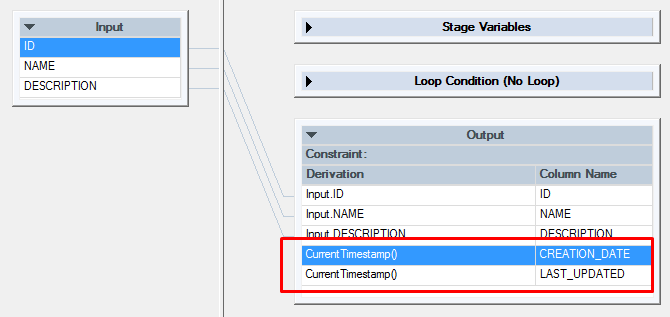 Input
ID
NAME
DESCRIPTION
Stage Variables
Loop Condition (No Loop)
Output
Constraint:
Derivation Column Name
Input.ID ID
Input.NAME NAME
Input.DESCRIPTION DESCRIPTION
CurrentTimestamp() CREATION_DATE
CurrentTimestamp() LAST_UPDATED